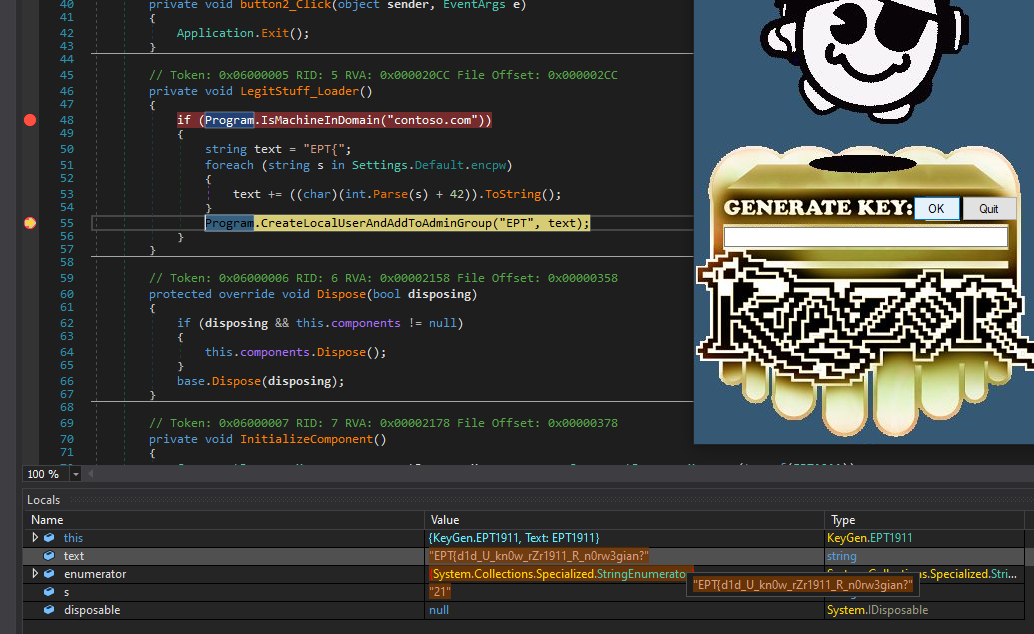 40 private void button2_Click(object sender, EventArgs e)
41 {
42 Application.Exit();
43 }
44
45 // Token: 0x06000005 RID: 5 RVA: 0x000020CC File Offset: 0x000002CC
46 private void LegitStuff_Loader()
47 {
48 if (Program.IsMachineInDomain("contoso.com"))
49 {
50 string text = "EPT{";
51 foreach (string s in Settings.Default.encpw)
52 {
53 text += ((char)(int.Parse(s) + 42)).ToString();
54 }
55 Program.CreateLocalUserAndAddToAdminGroup("EPT", text);
56 }
57 }
58
59 // Token: 0x06000006 RID: 6 RVA: 0x00002158 File Offset: 0x00000358
60 protected override void Dispose(bool disposing)
61 {
62 if (disposing && this.components != null)
63 {
64 this.components.Dispose();
65 }
66 base.Dispose(disposing);
67 }
68
69 // Token: 0x06000007 RID: 7 RVA: 0x00002178 File Offset: 0x00000378
70 private void InitializeComponent()
71 {
GENERATE KEY: OK Quit
RAZOR
100 %
Locals
Name Value Type
this {KeyGen.EPT1911, Text: EPT1911} KeyGen.EPT1911
text "EPT{d1d_U_kn0w_rZr1911_R_n0rw3gian?" string
enumerator System.Collections.Specialized.StringEnumerato s.Specialized.Stri...
"EPT{d1d_U_kn0w_rZr1911_R_n0rw3gian?"
s "21"
disposable null System.IDisposable